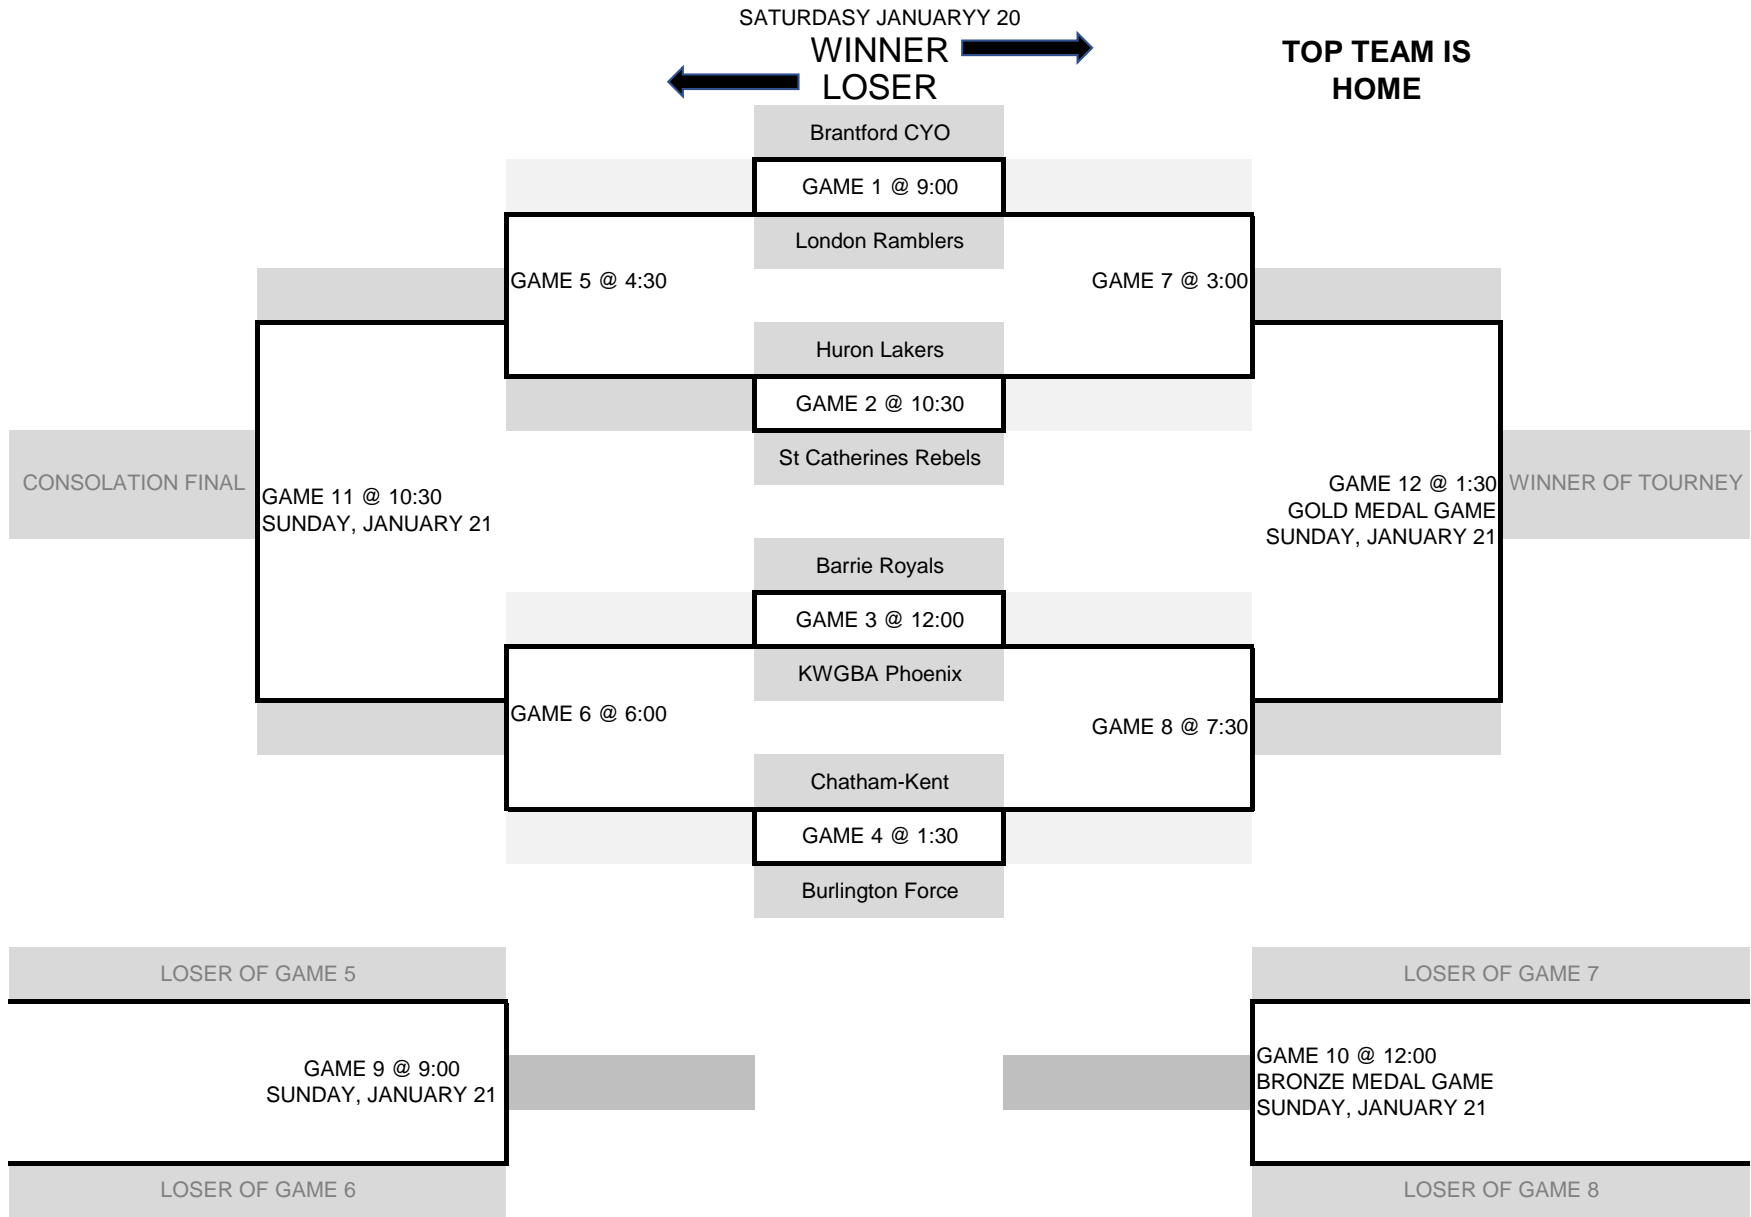 SATURDASY JANUARYY 20
WINNER
LOSER
TOP TEAM IS
HOME
Brantford CYO
GAME 1 @ 9:00
London Ramblers
GAME 5 @ 4:30
GAME 7 @ 3:00
Huron Lakers
GAME 2 @ 10:30
St Catherines Rebels
CONSOLATION FINAL
GAME 11 @ 10:30
SUNDAY, JANUARY 21
GAME 12 @ 1:30
GOLD MEDAL GAME
SUNDAY, JANUARY 21
WINNER OF TOURNEY
Barrie Royals
GAME 3 @ 12:00
KWGBA Phoenix
GAME 6 @ 6:00
GAME 8 @ 7:30
Chatham-Kent
GAME 4 @ 1:30
Burlington Force
LOSER OF GAME 5
LOSER OF GAME 7
GAME 9 @ 9:00
SUNDAY, JANUARY 21
GAME 10 @ 12:00
BRONZE MEDAL GAME
SUNDAY, JANUARY 21
LOSER OF GAME 6
LOSER OF GAME 8